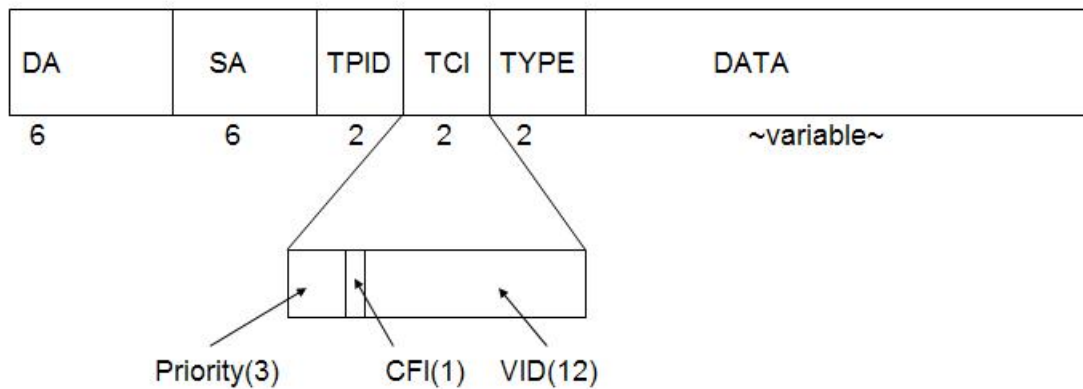 DA SA TPID TCI TYPE DATA
6 6 2 2 2 ~variable~
Priority(3) CFI(1) VID(12)